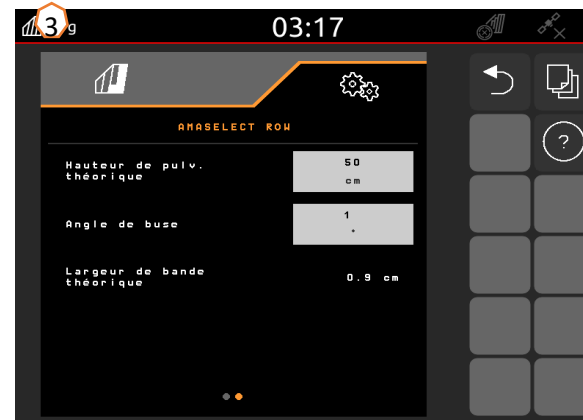 3 g
03:17
AMASELECT ROW
Hauteur de pulv.
théorique
50
cm
Angle de buse
1
°
Largeur de bande
théorique
0.9 cm
?